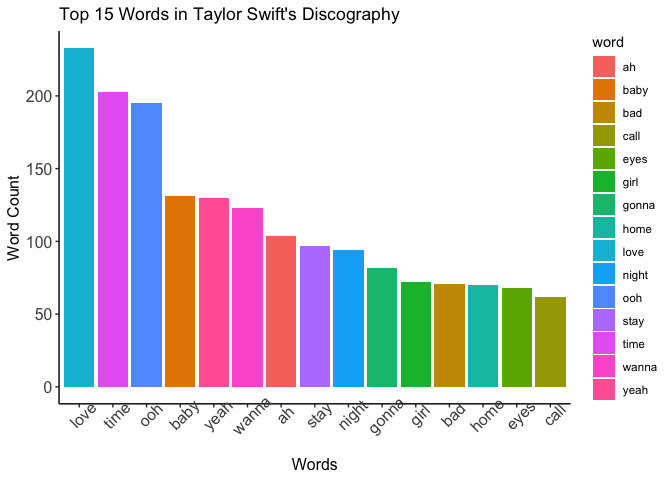 Top 15 Words in Taylor Swift's Discography
Word Count
200
150
100
50
0
love time ooh baby yeah wanna ah stay night gonna girl bad home eyes call
Words
word
ah
baby
bad
call
eyes
girl
gonna
home
love
night
ooh
stay
time
wanna
yeah